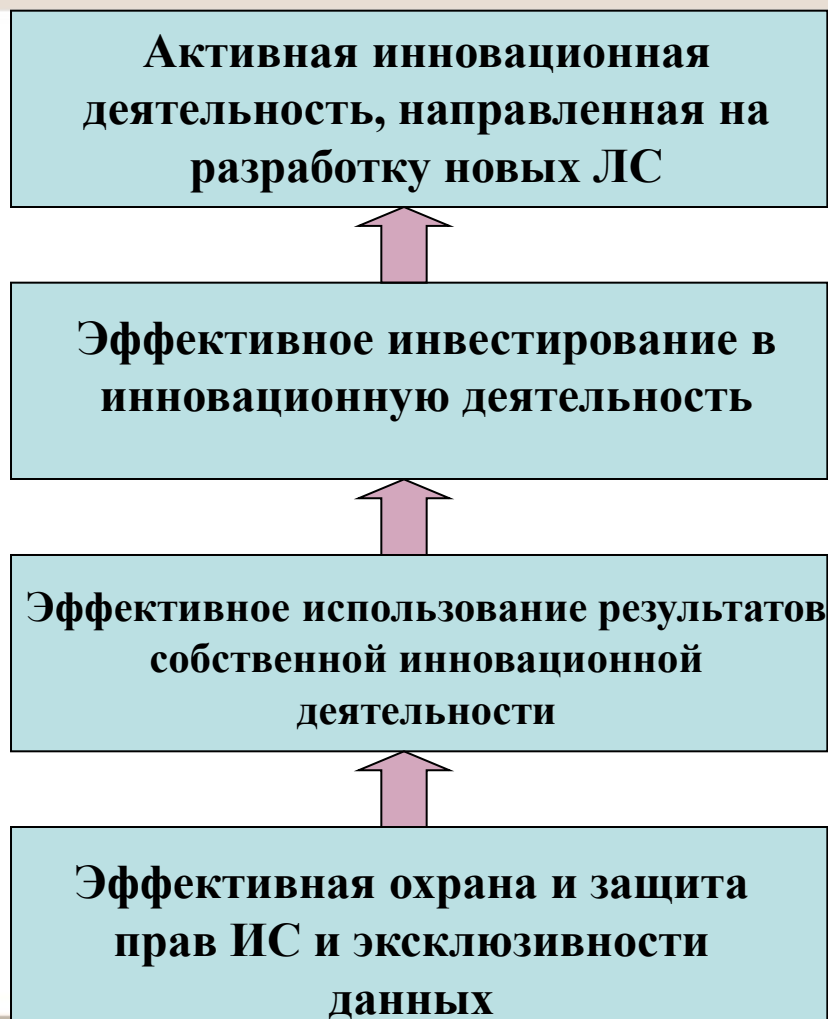 Активная инновационная
деятельность, направленная на
разработку новых ЛС
Эффективное инвестирование в
инновационную деятельность
Эффективное использование результатов
собственной инновационной
деятельности
Эффективная охрана и защита
прав ИС и эксклюзивности
данных